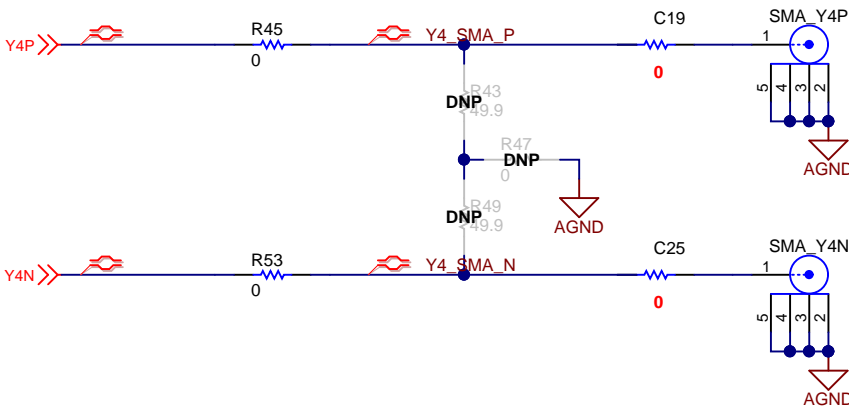 R45
C19
SMA_Y4P
Y4P
Y4_SMA_P
1
0
0
5
4
3
2
R43
DNP
49.9
R47
DNP
0
AGND
R49
DNP
49.9
AGND
R53
C25
SMA_Y4N
Y4N
Y4_SMA_N
1
0
0
5
4
3
2
AGND